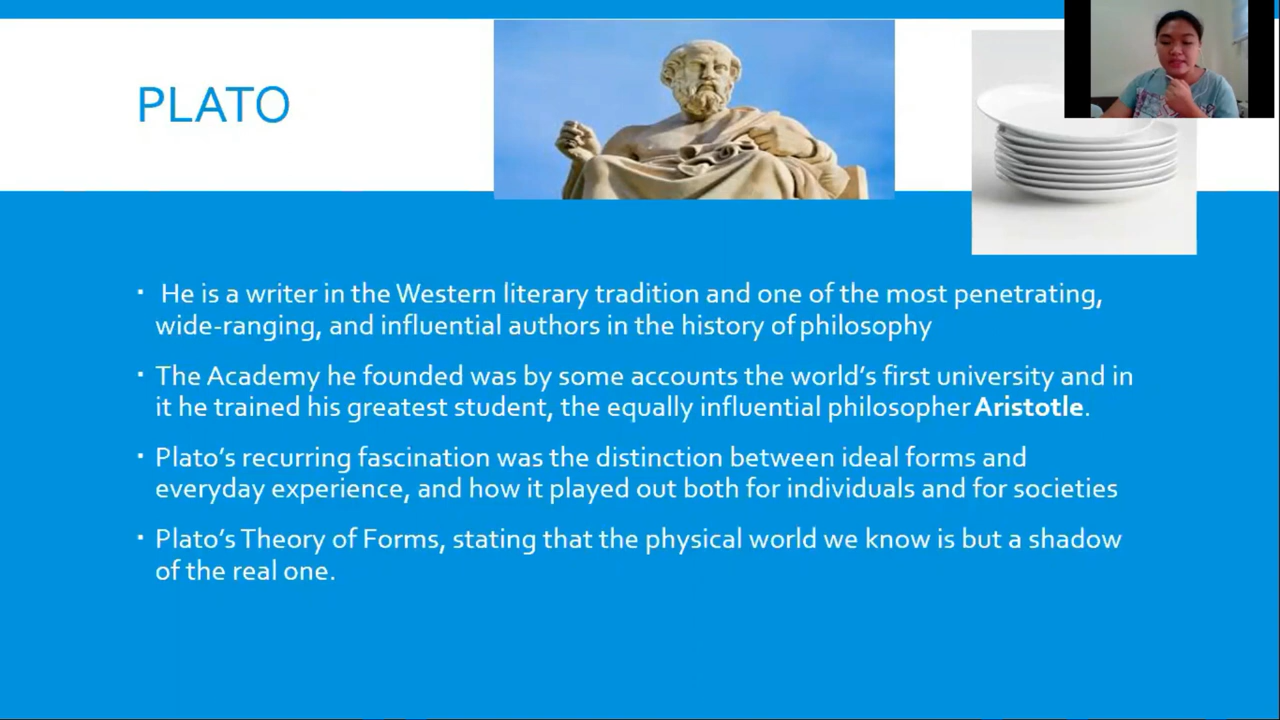 PLATO
He is a writer in the Western literary tradition and one of the most penetrating,
wide-ranging, and influential authors in the history of philosophy
The Academy he founded was by some accounts the world's first university and in
it he trained his greatest student, the equally influential philosopher Aristotle.
Plato's recurring fascination was the distinction between ideal forms and
everyday experience, and how it played out both for individuals and for societies
Plato's Theory of Forms, stating that the physical world we know is but a shadow
of the real one.